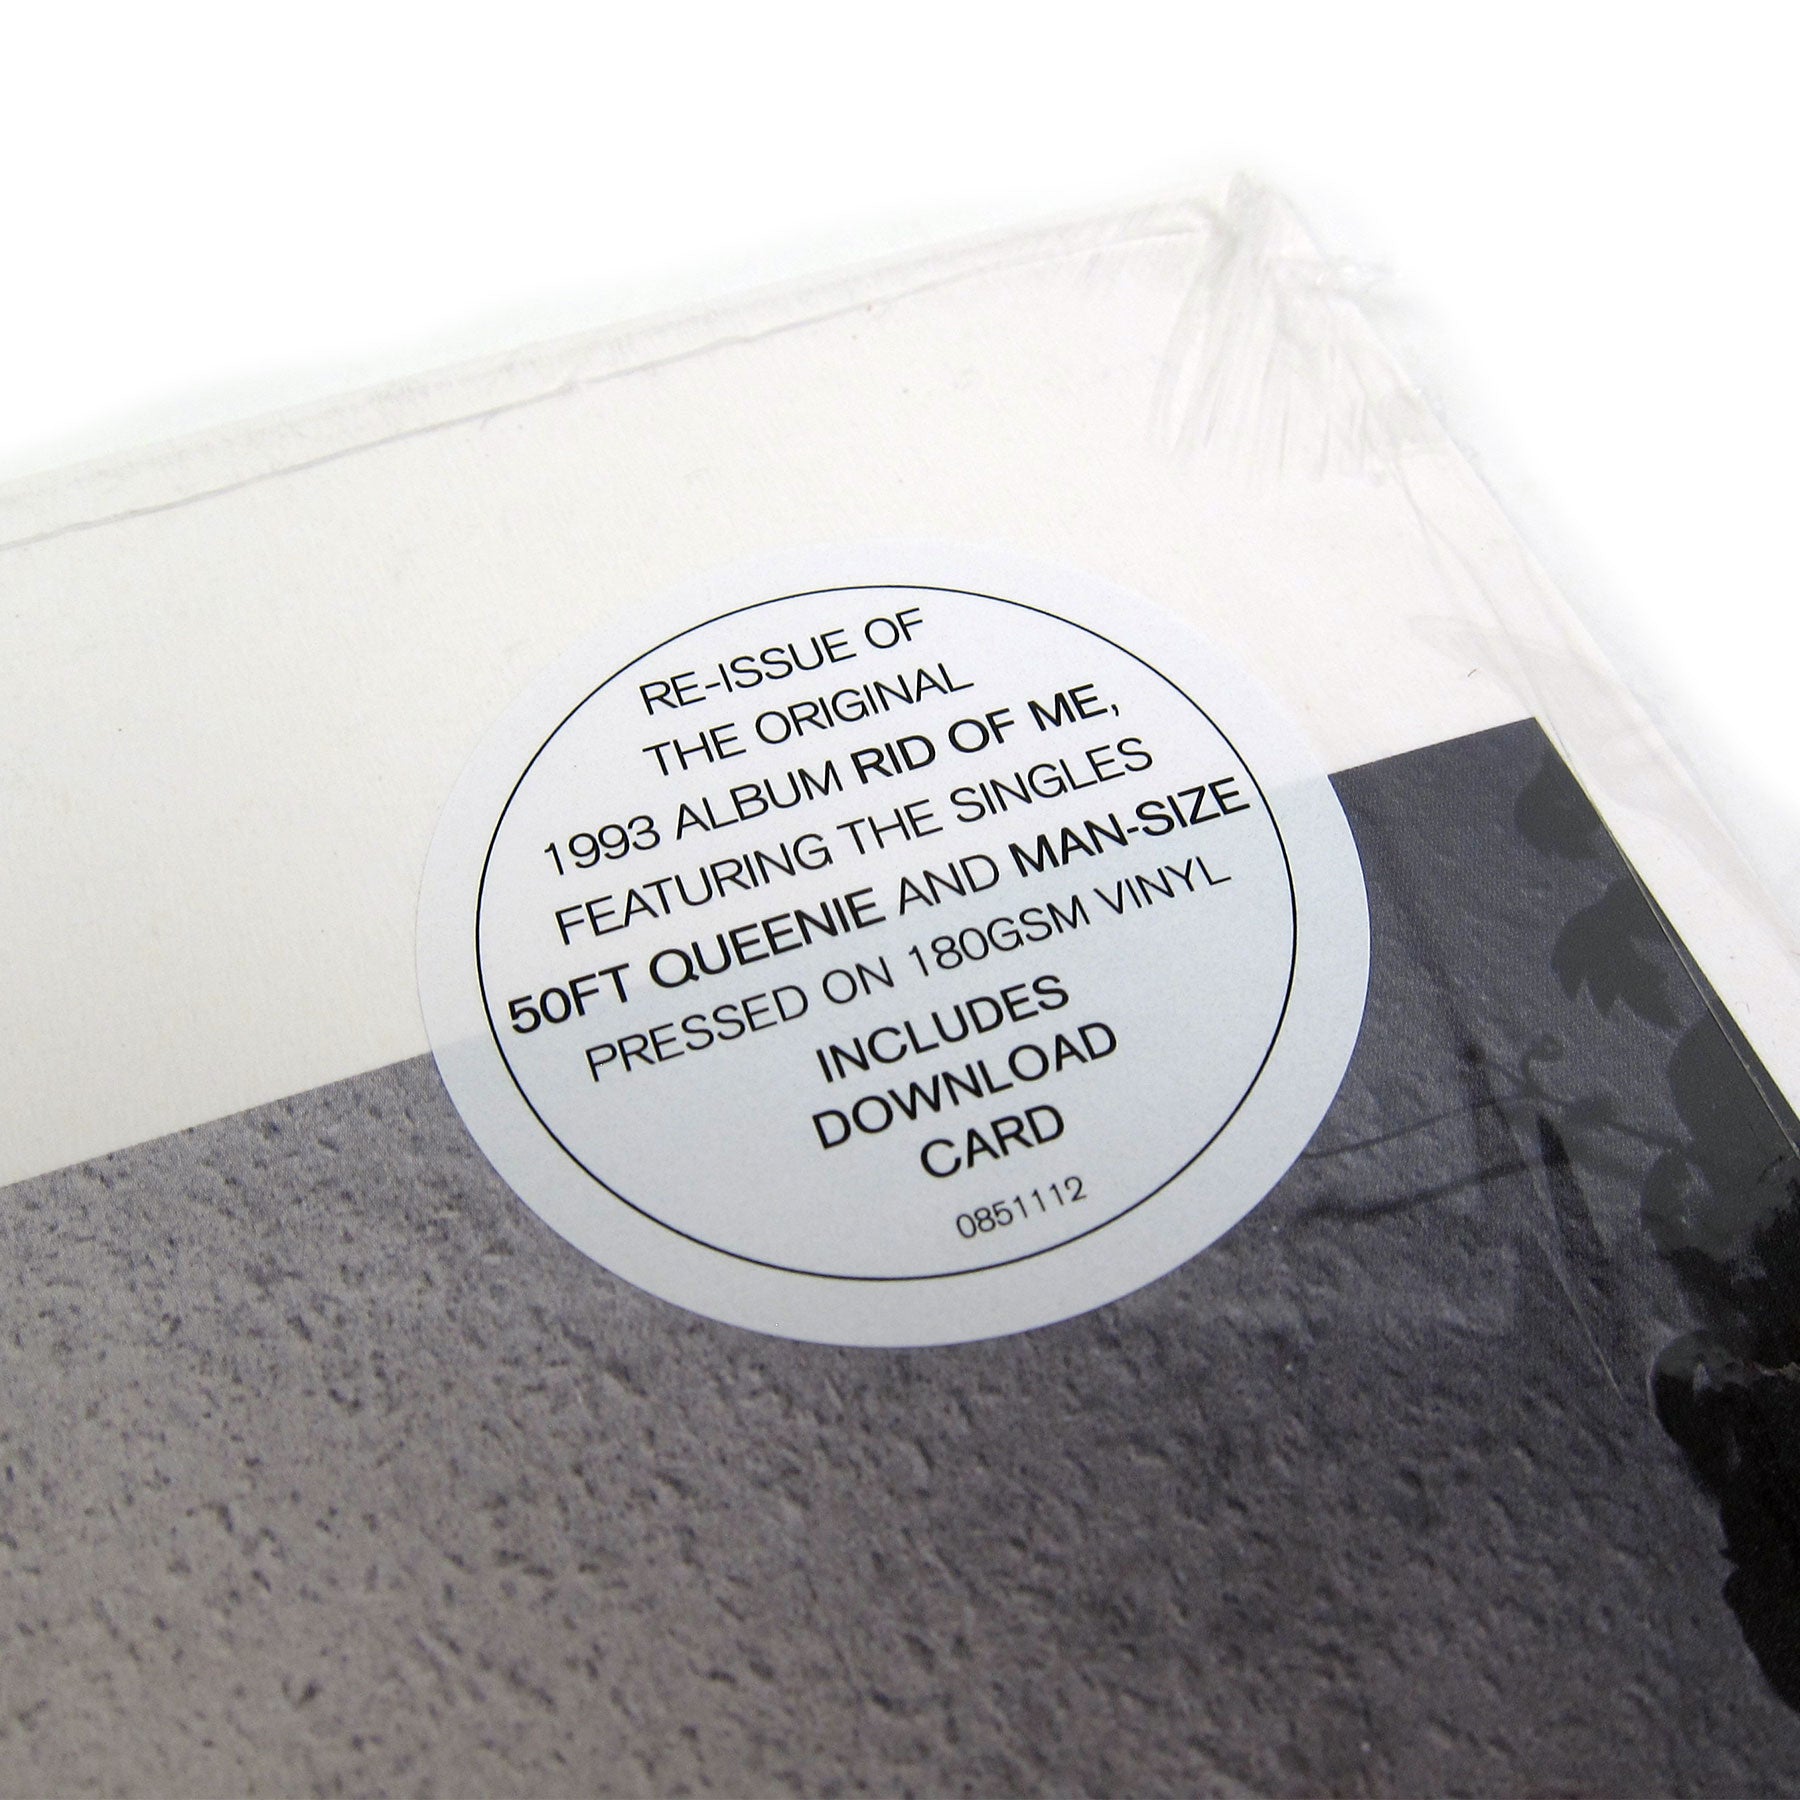 RE-ISSUE OF
THE ORIGINAL
1993 ALBUM RID OF ME,
FEATURING THE SINGLES
50FT QUEENIE AND MAN-SIZE
PRESSED ON 180GSM VINYL
INCLUDES
DOWNLOAD
CARD
0851112